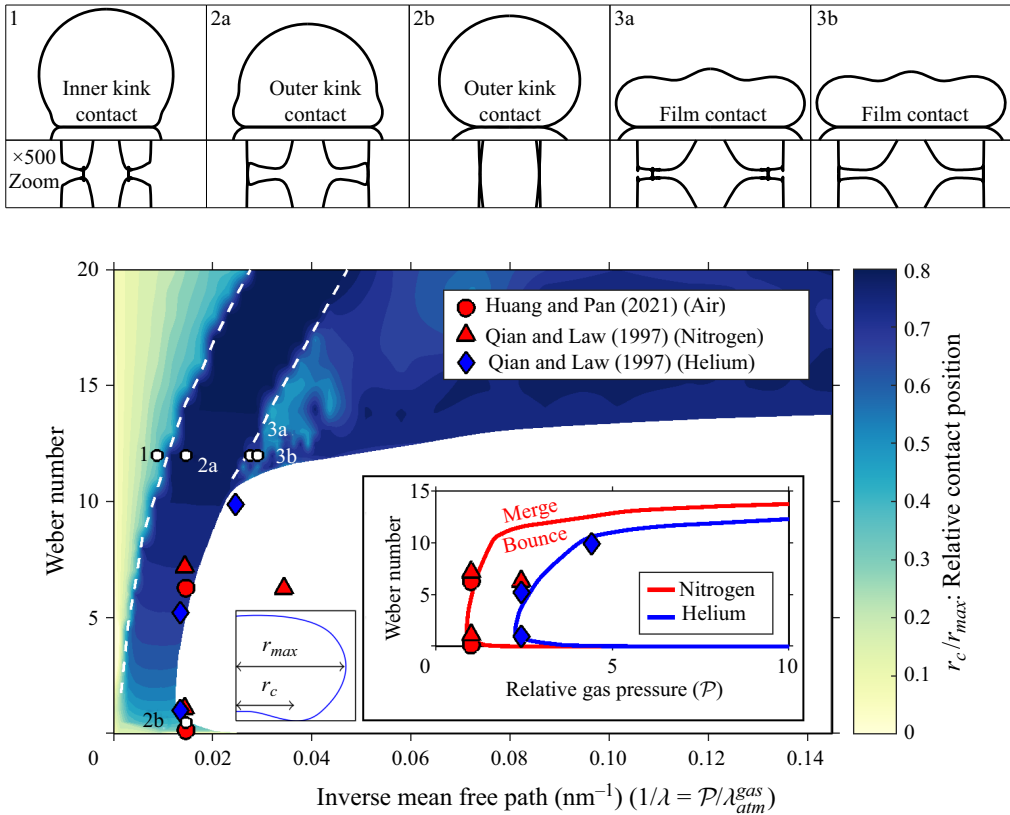 1
2a
2b
3a
3b
Inner kink
contact
Outer kink
contact
Outer kink
contact
Film contact
Film contact
×500
Zoom
20
15
10
5
0
Weber number
Huang and Pan (2021) (Air)
Qian and Law (1997) (Nitrogen)
Qian and Law (1997) (Helium)
1
2a
3a
3b
2b
r_max
r_c
15
10
5
0
Weber number
Merge
Bounce
Nitrogen
Helium
0
5
10
Relative gas pressure (𝒫)
0
0.02
0.04
0.06
0.08
0.10
0.12
0.14
Inverse mean free path (nm⁻¹) (1/λ = 𝒫/λ_atm^gas)
0.8
0.7
0.6
0.5
0.4
0.3
0.2
0.1
0
r_c/r_max: Relative contact position